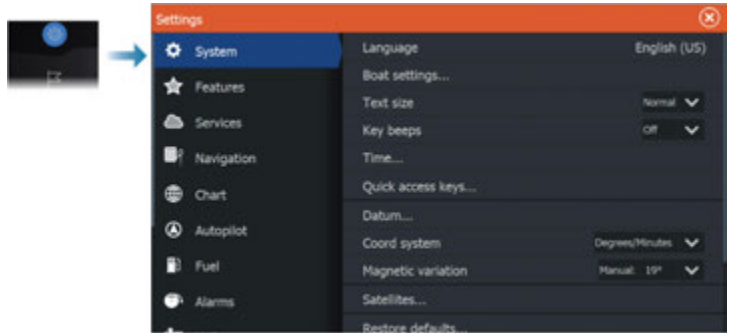 Settings
System
Features
Services
Navigation
Chart
Autopilot
Fuel
Alarms
Language English (US)
Boat settings...
Text size Normal
Key beeps Off
Time...
Quick access keys...
Datum...
Coord system Degrees/Minutes
Magnetic variation Manual: 19°
Satellites...
Restore defaults...